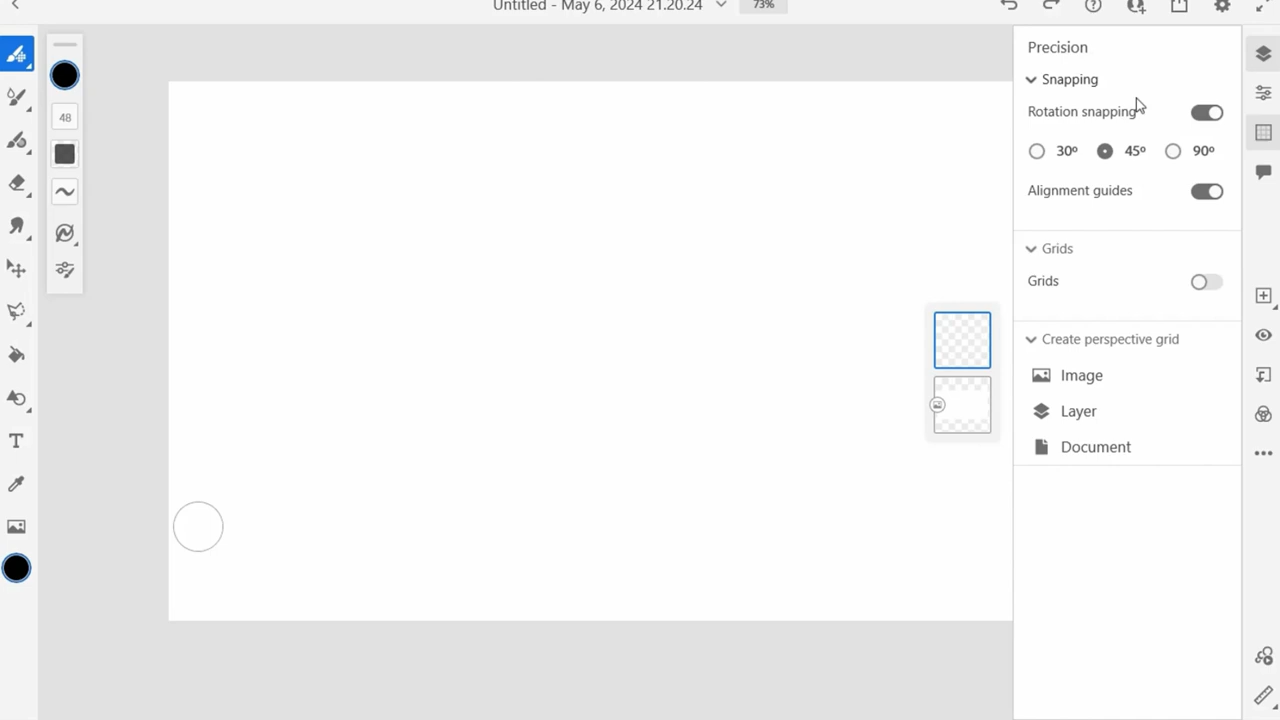 Untitled - May 6, 2024 21.20.24
73%
48
T
Precision
Snapping
Rotation snapping
30º 45º 90º
Alignment guides
Grids
Grids
Create perspective grid
Image
Layer
Document